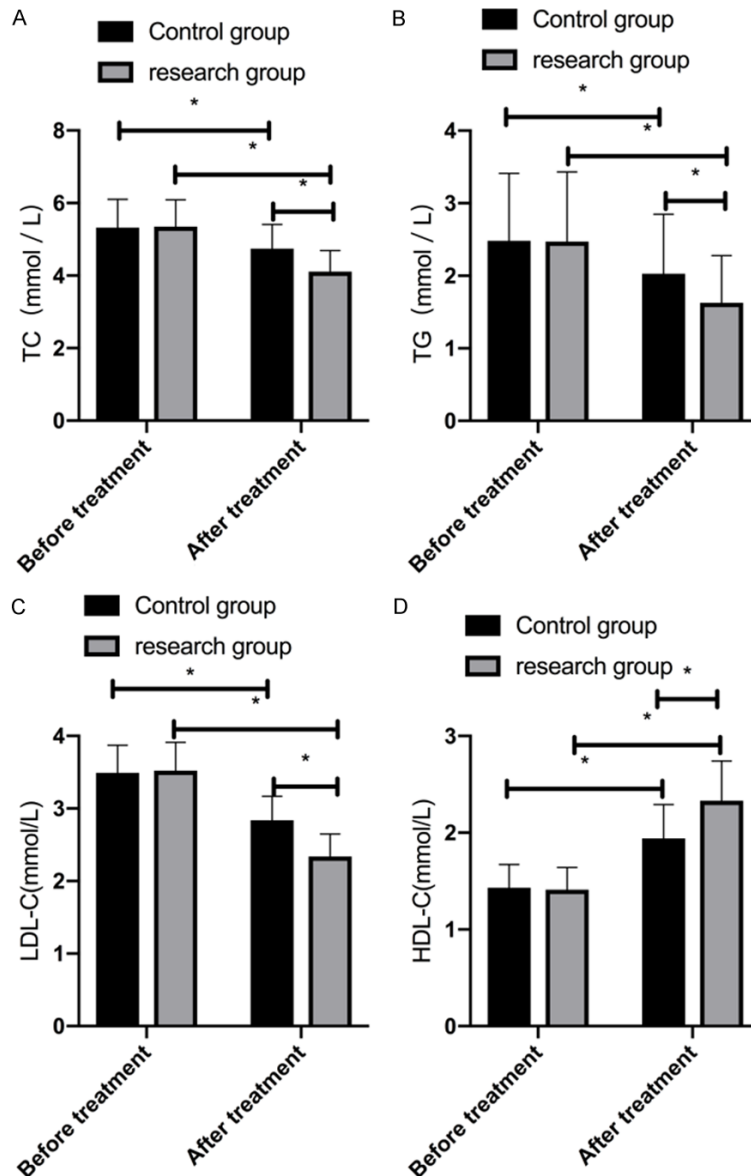 A
Control group
research group
*
*
*
TC (mmol / L)
8
6
4
2
0
Before treatment
After treatment
B
Control group
research group
*
*
*
TG (mmol / L)
4
3
2
1
0
Before treatment
After treatment
C
Control group
research group
*
*
*
LDL-C(mmol/L)
4
3
2
1
0
Before treatment
After treatment
D
Control group
research group
*
*
*
HDL-C(mmol/L)
3
2
1
0
Before treatment
After treatment